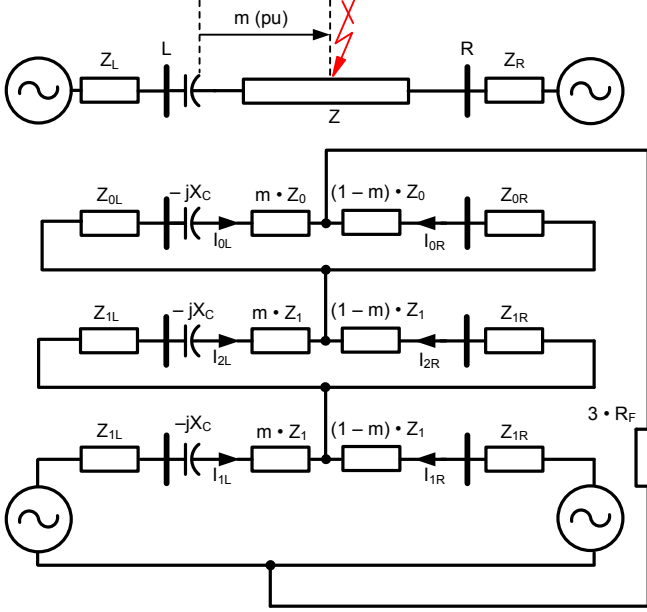 m (pu)
Z_L L R Z_R
Z
Z_0L – jX_C m • Z_0 (1 – m) • Z_0 Z_0R
I_0L I_0R
Z_1L – jX_C m • Z_1 (1 – m) • Z_1 Z_1R
I_2L I_2R
3 • R_F
Z_1L –jX_C m • Z_1 (1 – m) • Z_1 Z_1R
I_1L I_1R